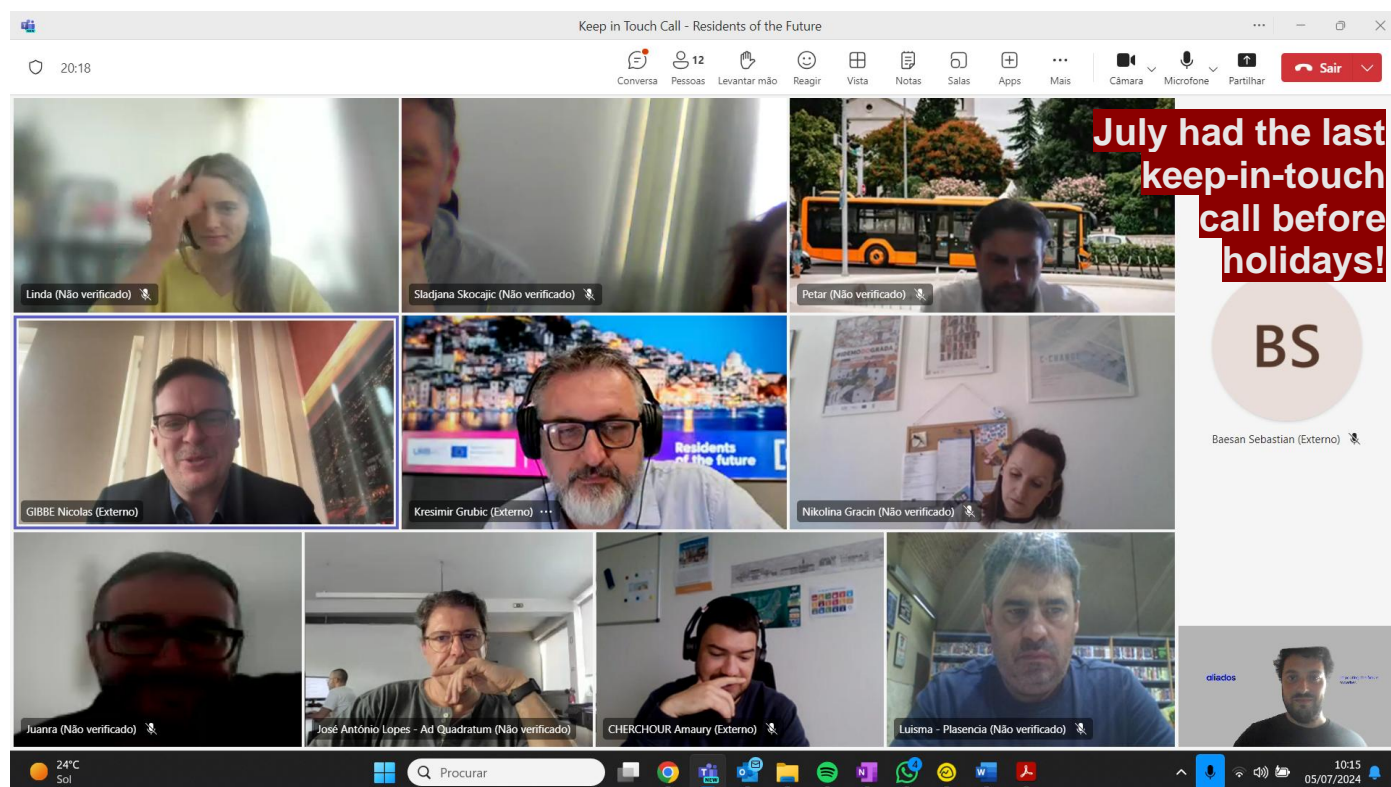 Keep in Touch Call - Residents of the Future
20:18
Conversa
12
Pessoas
Levantar mão
Reagir
Vista
Notas
Salas
Apps
Mais
Câmara
Microfone
Partilhar
Sair
July had the last
keep-in-touch
call before
holidays!
Linda (Não verificado)
Sladjana Skocajic (Não verificado)
Petar (Não verificado)
BS
Baesan Sebastian (Externo)
Residents
of the future
GIBBE Nicolas (Externo)
Kresimir Grubic (Externo)
Nikolina Gracin (Não verificado)
aliados
Juanra (Não verificado)
José António Lopes - Ad Quadratum (Não verificado)
CHERCHOUR Amaury (Externo)
Luisma - Plasencia (Não verificado)
24°C
Sol
Procurar
NEW
4
10:15
05/07/2024